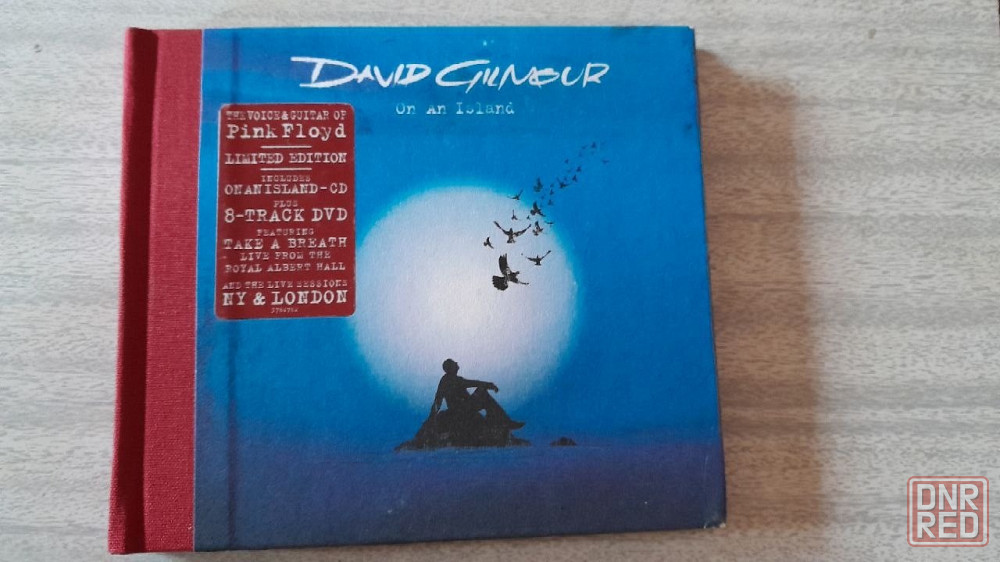 DAVID GILMOUR
On An Island
THE VOICE & GUITAR OF
Pink Floyd
LIMITED EDITION
INCLUDES
ON AN ISLAND-CD
PLUS
8-TRACK DVD
FEATURING
TAKE A BREATH
LIVE FROM THE
ROYAL ALBERT HALL
AND THE LIVE SESSIONS
NY & LONDON
DNR
RED